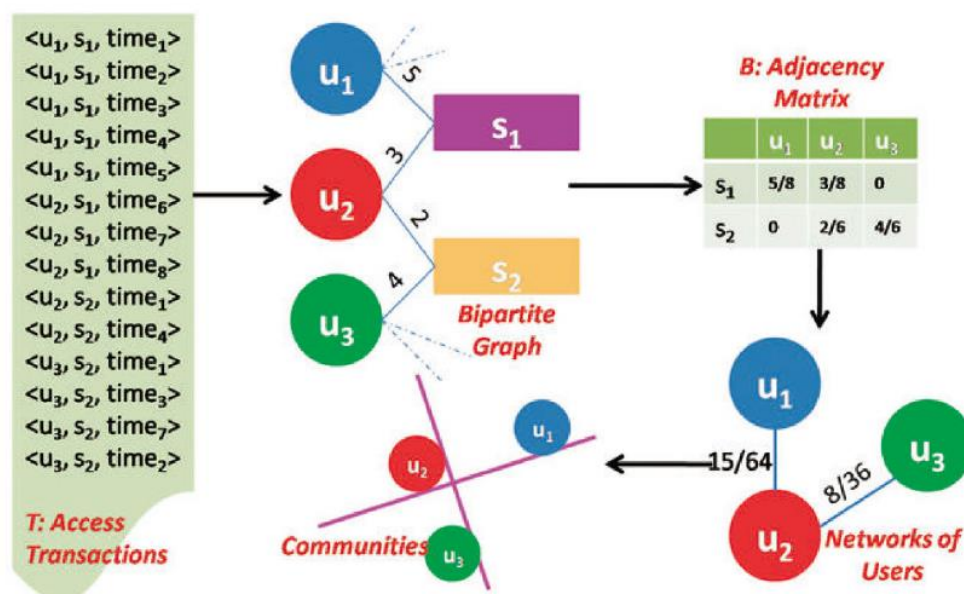 <u₁, s₁, time₁>
<u₁, s₁, time₂>
<u₁, s₁, time₃>
<u₁, s₁, time₄>
<u₁, s₁, time₅>
<u₂, s₁, time₆>
<u₂, s₁, time₇>
<u₂, s₁, time₈>
<u₂, s₂, time₁>
<u₂, s₂, time₄>
<u₃, s₂, time₁>
<u₃, s₂, time₃>
<u₃, s₂, time₇>
<u₃, s₂, time₂>
T: Access
Transactions
u₁
5
s₁
3
u₂
2
s₂
4
u₃
Bipartite
Graph
B: Adjacency
Matrix
u₁ u₂ u₃
s₁ 5/8 3/8 0
s₂ 0 2/6 4/6
u₁
15/64
u₃
8/36
u₂
Networks of
Users
u₁
u₂
Communities
u₃